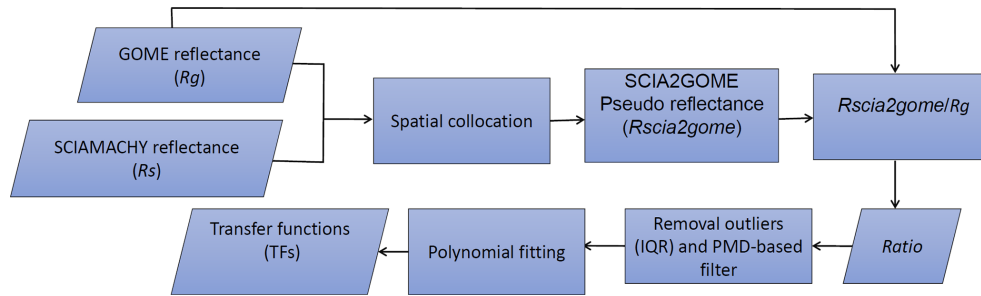 GOME reflectance
(Rg)
SCIAMACHY reflectance
(Rs)
Spatial collocation
SCIA2GOME
Pseudo reflectance
(Rscia2gome)
Rscia2gome/Rg
Ratio
Removal outliers
(IQR) and PMD-based
filter
Polynomial fitting
Transfer functions
(TFs)